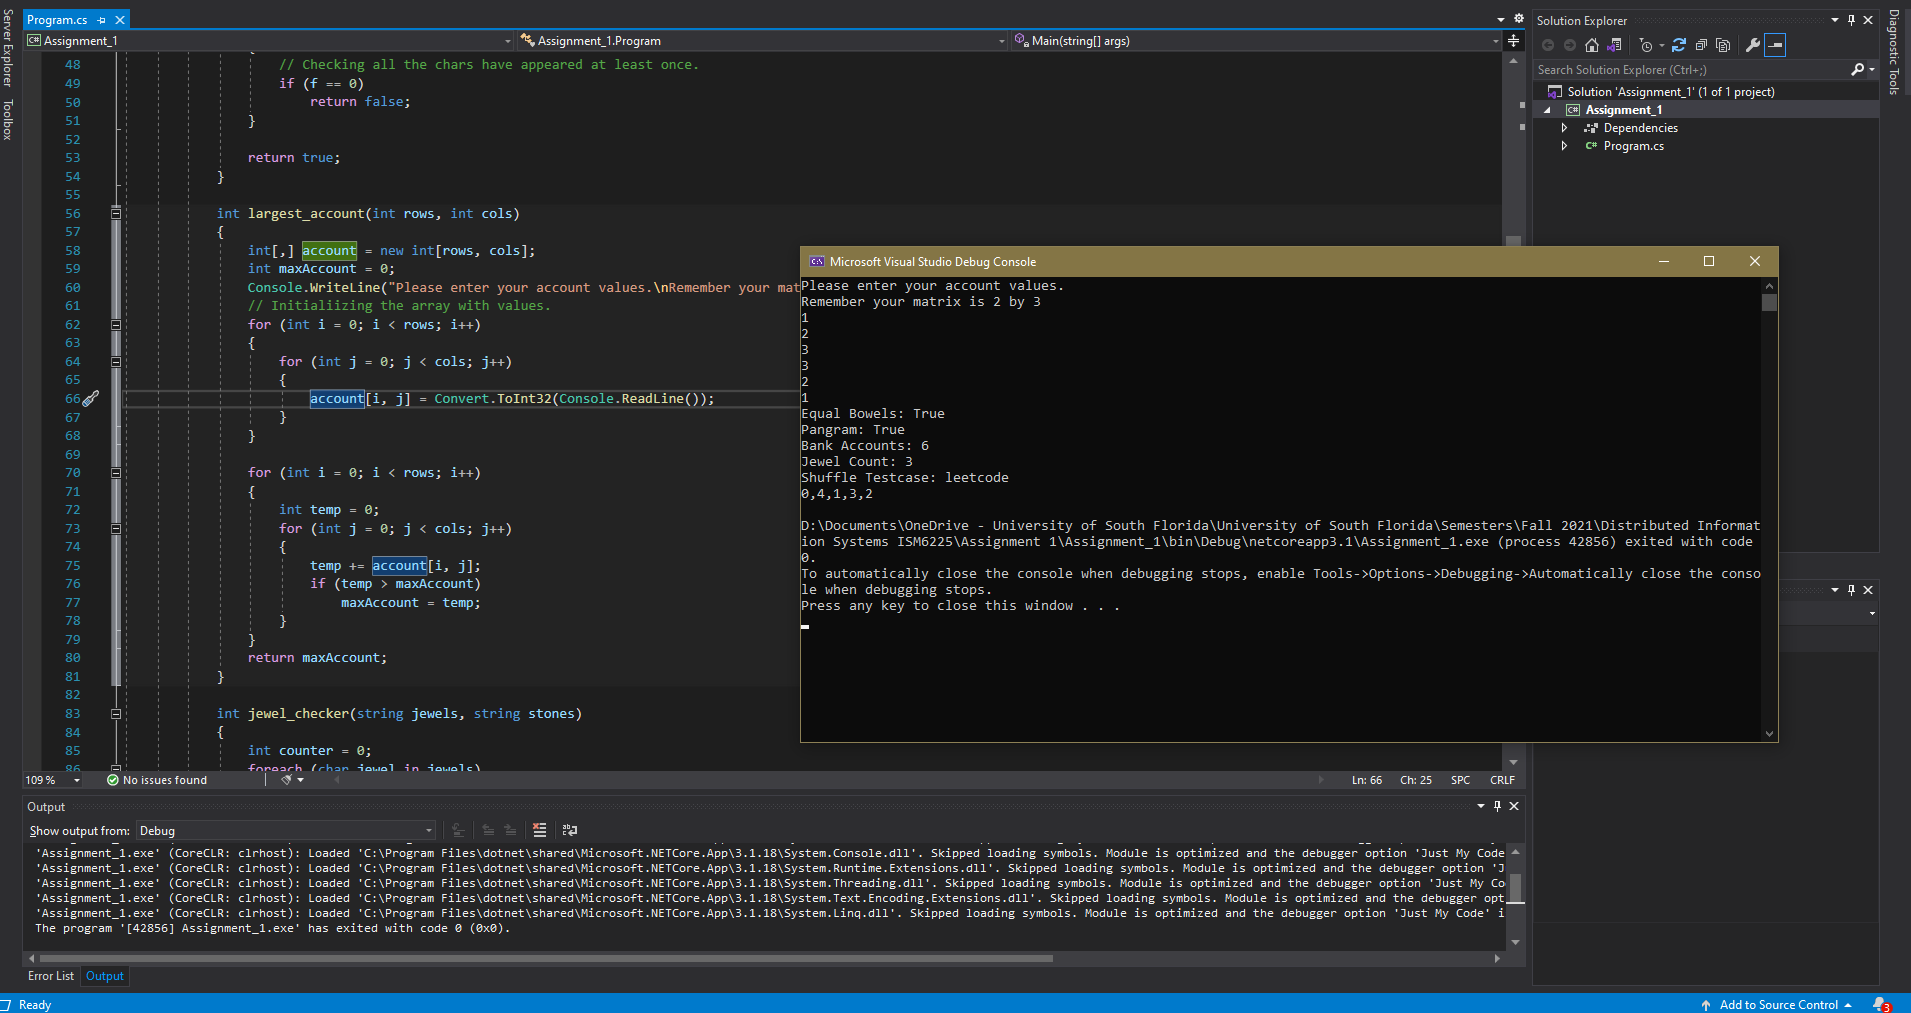 Server Explorer
Toolbox
Program.cs
Assignment_1
Assignment_1.Program
Main(string[] args)
48 // Checking all the chars have appeared at least once.
49 if (f == 0)
50 return false;
51 }
52
53 return true;
54 }
55
56 int largest_account(int rows, int cols)
57 {
58 int[,] account = new int[rows, cols];
59 int maxAccount = 0;
60 Console.WriteLine("Please enter your account values.\nRemember your mat
61 // Initialiizing the array with values.
62 for (int i = 0; i < rows; i++)
63 {
64 for (int j = 0; j < cols; j++)
65 {
66 account[i, j] = Convert.ToInt32(Console.ReadLine());
67 }
68 }
69
70 for (int i = 0; i < rows; i++)
71 {
72 int temp = 0;
73 for (int j = 0; j < cols; j++)
74 {
75 temp += account[i, j];
76 if (temp > maxAccount)
77 maxAccount = temp;
78 }
79 }
80 return maxAccount;
81 }
82
83 int jewel_checker(string jewels, string stones)
84 {
85 int counter = 0;
86 foreach (char jewel in jewels)
109 %
No issues found
Ln: 66 Ch: 25 SPC CRLF
Microsoft Visual Studio Debug Console
Please enter your account values.
Remember your matrix is 2 by 3
1
2
3
3
2
1
Equal Bowels: True
Pangram: True
Bank Accounts: 6
Jewel Count: 3
Shuffle Testcase: leetcode
0,4,1,3,2
D:\Documents\OneDrive - University of South Florida\University of South Florida\Semesters\Fall 2021\Distributed Informat
ion Systems ISM6225\Assignment 1\Assignment_1\bin\Debug\netcoreapp3.1\Assignment_1.exe (process 42856) exited with code
0.
To automatically close the console when debugging stops, enable Tools->Options->Debugging->Automatically close the conso
le when debugging stops.
Press any key to close this window . . .
Solution Explorer
Search Solution Explorer (Ctrl+;)
Solution 'Assignment_1' (1 of 1 project)
Assignment_1
Dependencies
C# Program.cs
Diagnostic Tools
Output
Show output from: Debug
'Assignment_1.exe' (CoreCLR: clrhost): Loaded 'C:\Program Files\dotnet\shared\Microsoft.NETCore.App\3.1.18\System.Console.dll'. Skipped loading symbols. Module is optimized and the debugger option 'Just My Code
'Assignment_1.exe' (CoreCLR: clrhost): Loaded 'C:\Program Files\dotnet\shared\Microsoft.NETCore.App\3.1.18\System.Runtime.Extensions.dll'. Skipped loading symbols. Module is optimized and the debugger option 'J
'Assignment_1.exe' (CoreCLR: clrhost): Loaded 'C:\Program Files\dotnet\shared\Microsoft.NETCore.App\3.1.18\System.Threading.dll'. Skipped loading symbols. Module is optimized and the debugger option 'Just My Co
'Assignment_1.exe' (CoreCLR: clrhost): Loaded 'C:\Program Files\dotnet\shared\Microsoft.NETCore.App\3.1.18\System.Text.Encoding.Extensions.dll'. Skipped loading symbols. Module is optimized and the debugger opt
'Assignment_1.exe' (CoreCLR: clrhost): Loaded 'C:\Program Files\dotnet\shared\Microsoft.NETCore.App\3.1.18\System.Linq.dll'. Skipped loading symbols. Module is optimized and the debugger option 'Just My Code' i
The program '[42856] Assignment_1.exe' has exited with code 0 (0x0).
Error List Output
Ready
Add to Source Control
3